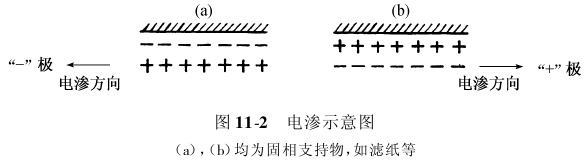 (a)
(b)
− − − − − − −
+ + + + + + +
“−” 极
电渗方向
+ + + + + + +
− − − − − − −
“+” 极
电渗方向
图 11-2 电渗示意图
(a),(b)均为固相支持物,如滤纸等